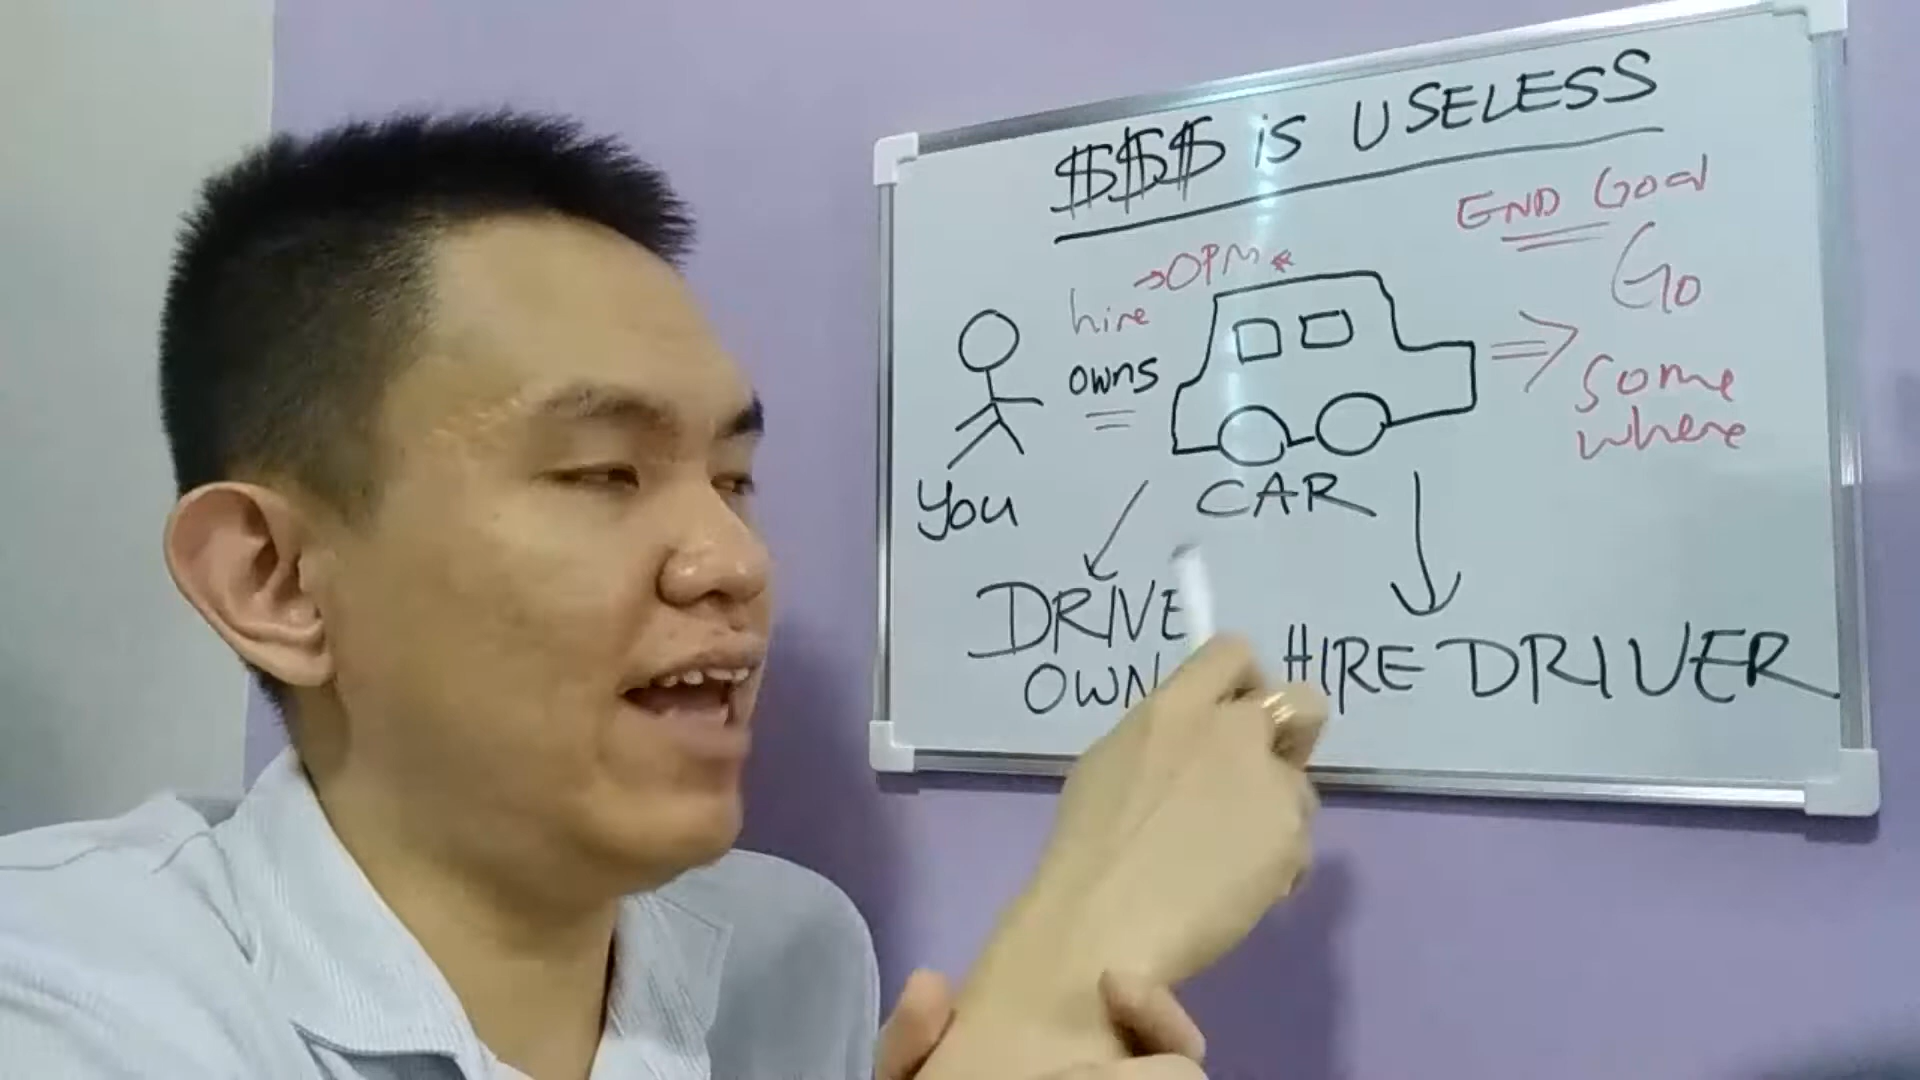 $$$ is USELESS
END Goal
→OPM*
hire
owns
Go
Some
where
You
CAR
DRIVE
OWN
HIRE DRIVER